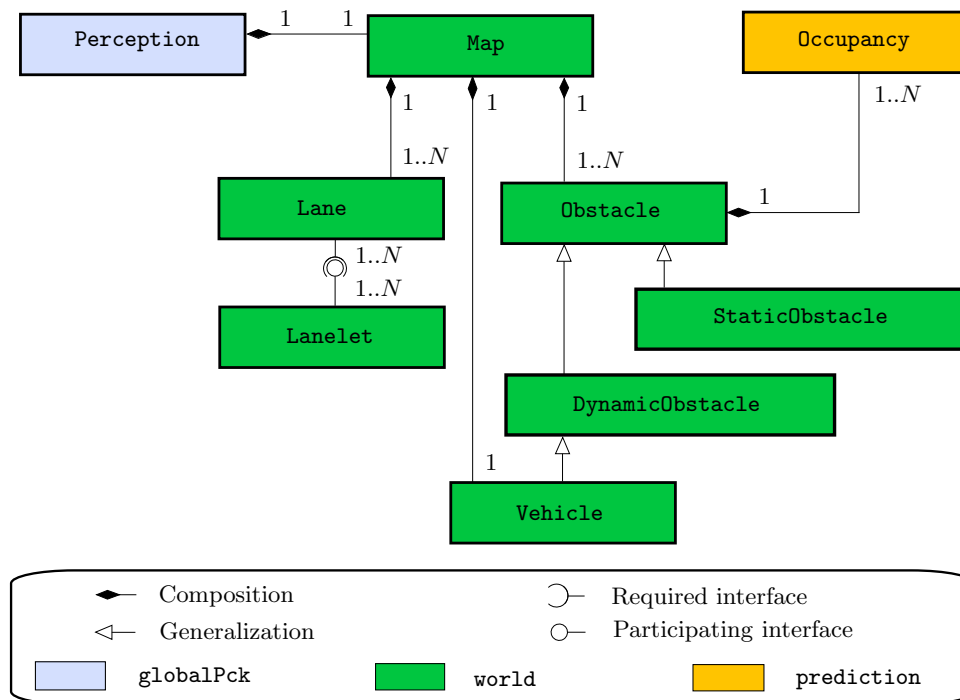 Perception
1
1
Map
Occupancy
1
1
1
1..N
1..N
1..N
Lane
Obstacle
1
1..N
1..N
Lanelet
StaticObstacle
DynamicObstacle
1
Vehicle
Composition
Required interface
Generalization
Participating interface
globalPck
world
prediction